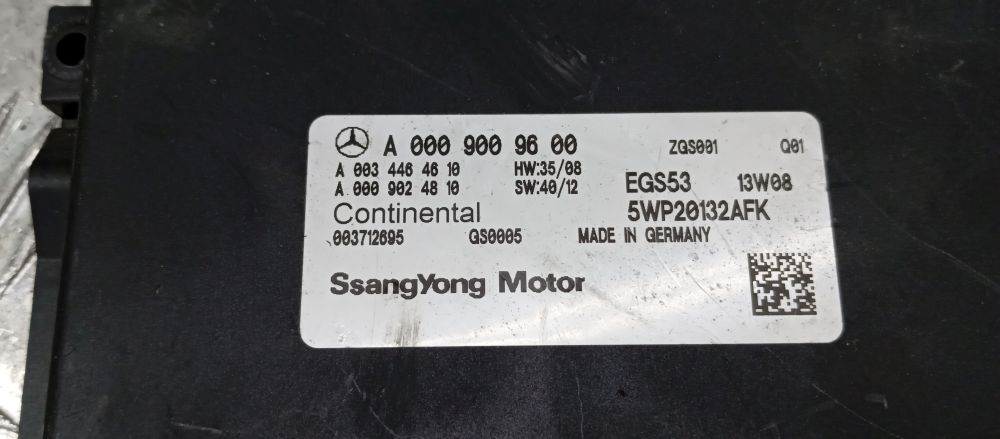 A 000 900 96 00 ZGS001 Q01
A 003 446 46 10 HW:35/08
A 000 902 48 10 SW:40/12 EGS53 13W08
Continental 5WP20132AFK
003712695 GS0005 MADE IN GERMANY
SsangYong Motor